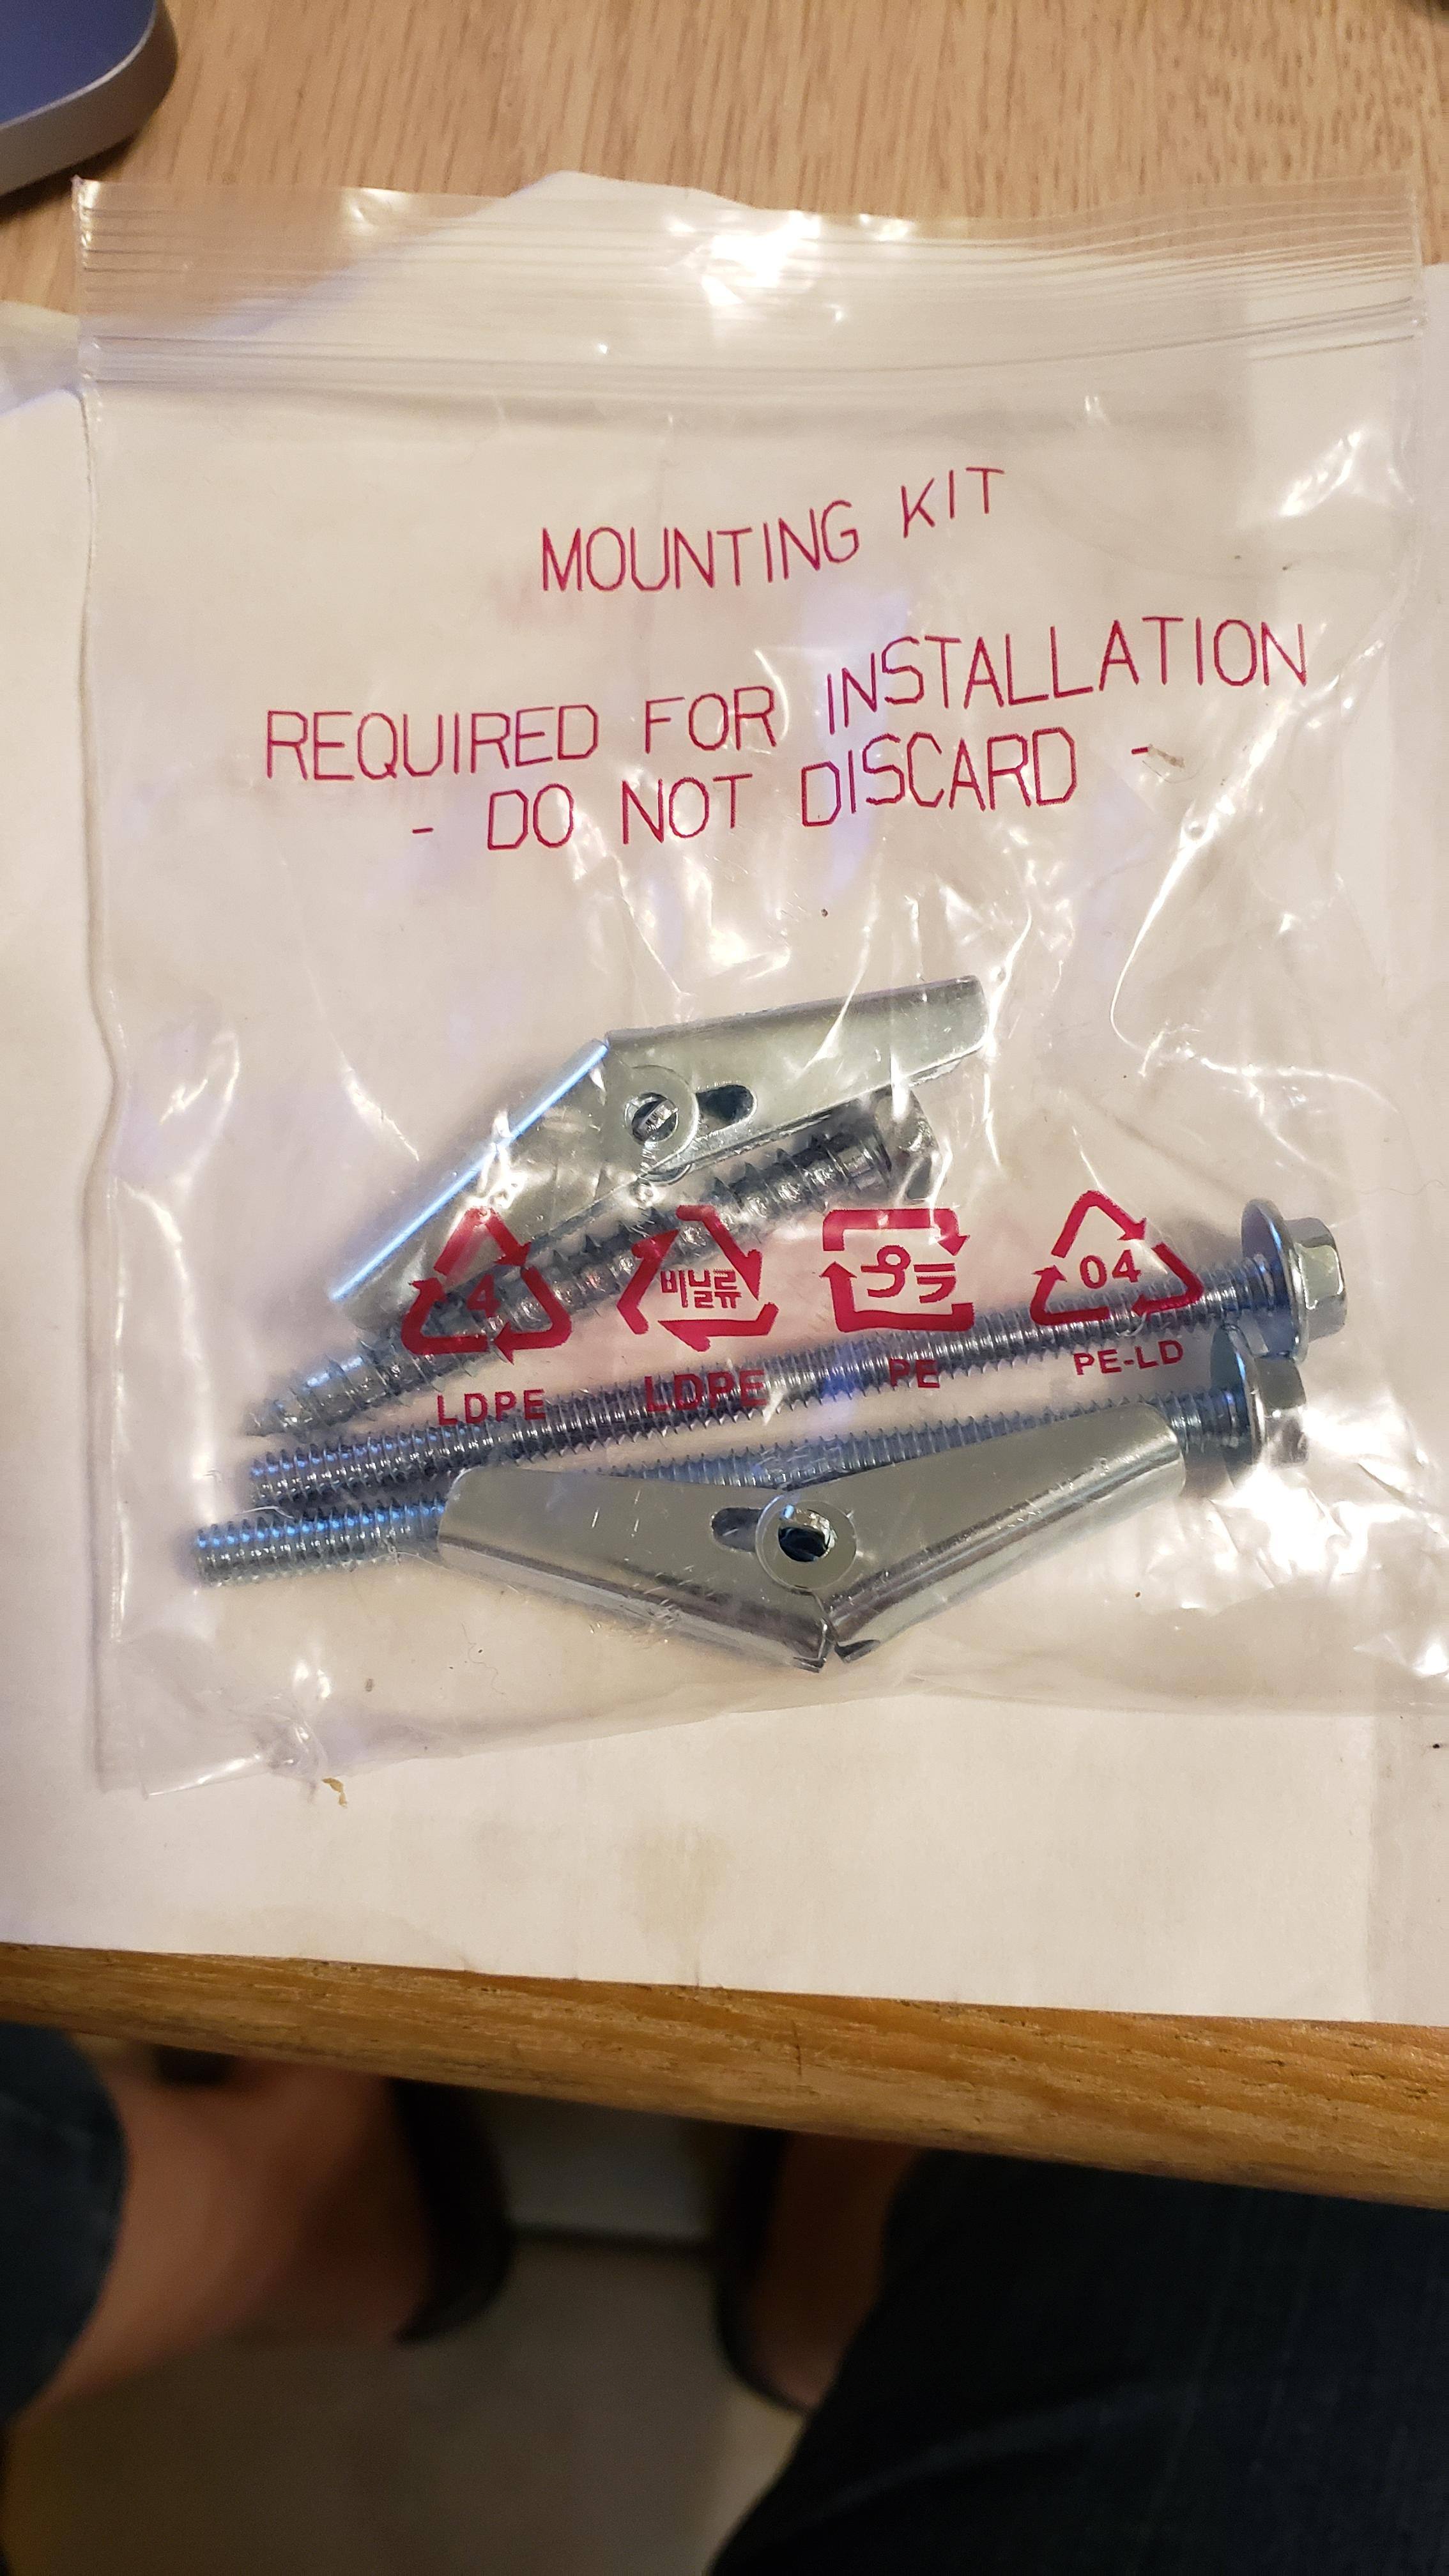 MOUNTING KIT
REQUIRED FOR INSTALLATION
- DO NOT DISCARD -
4 비닐류 プラ 04
LDPE LDPE PE PE-LD